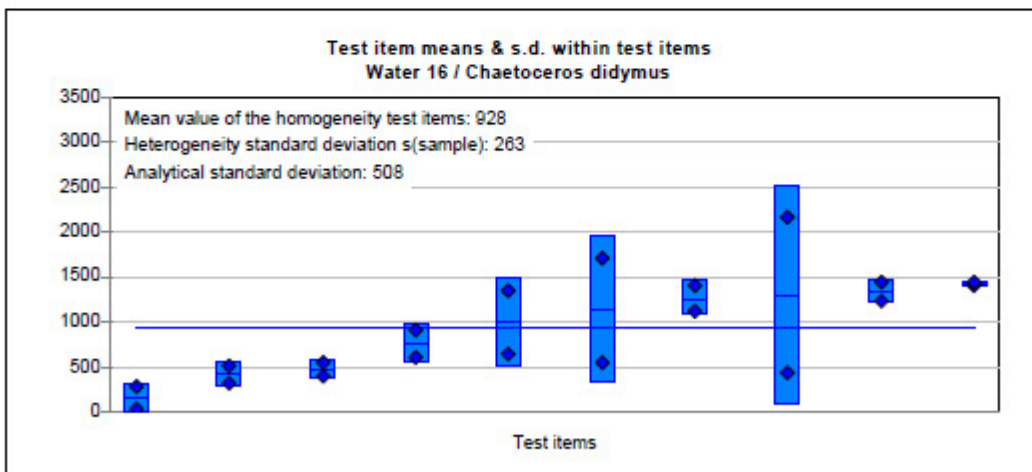 Test item means & s.d. within test items
Water 16 / Chaetoceros didymus
3500
3000
2500
2000
1500
1000
500
0
Mean value of the homogeneity test items: 928
Heterogeneity standard deviation s(sample): 263
Analytical standard deviation: 508
Test items